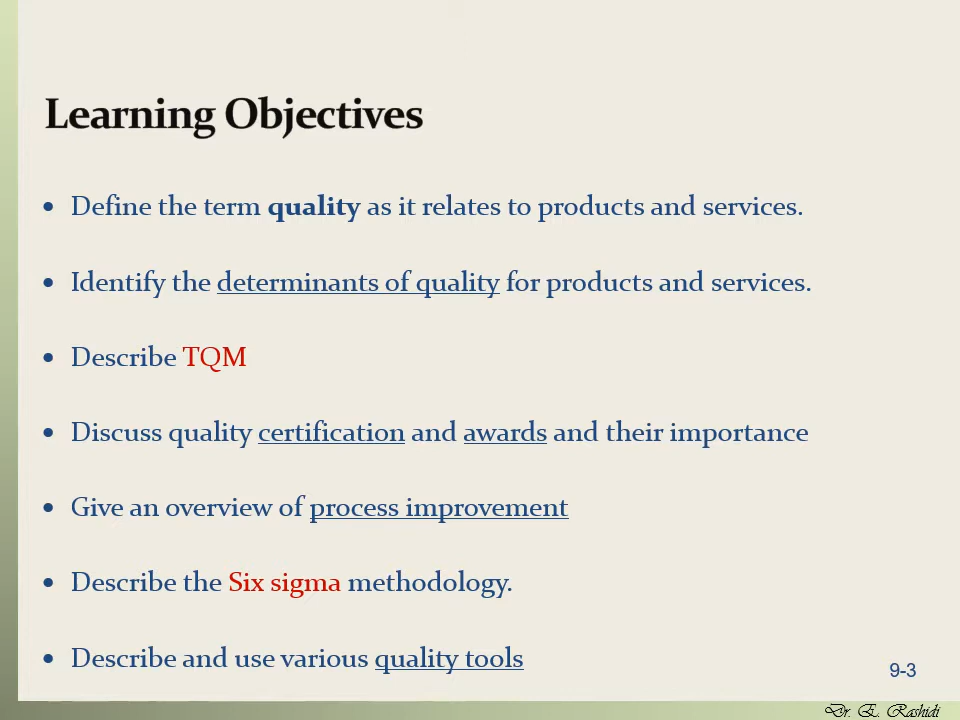 Learning Objectives
• Define the term quality as it relates to products and services.
• Identify the determinants of quality for products and services.
• Describe TQM
• Discuss quality certification and awards and their importance
• Give an overview of process improvement
• Describe the Six sigma methodology.
• Describe and use various quality tools
9-3
Dr. E. Rashidi